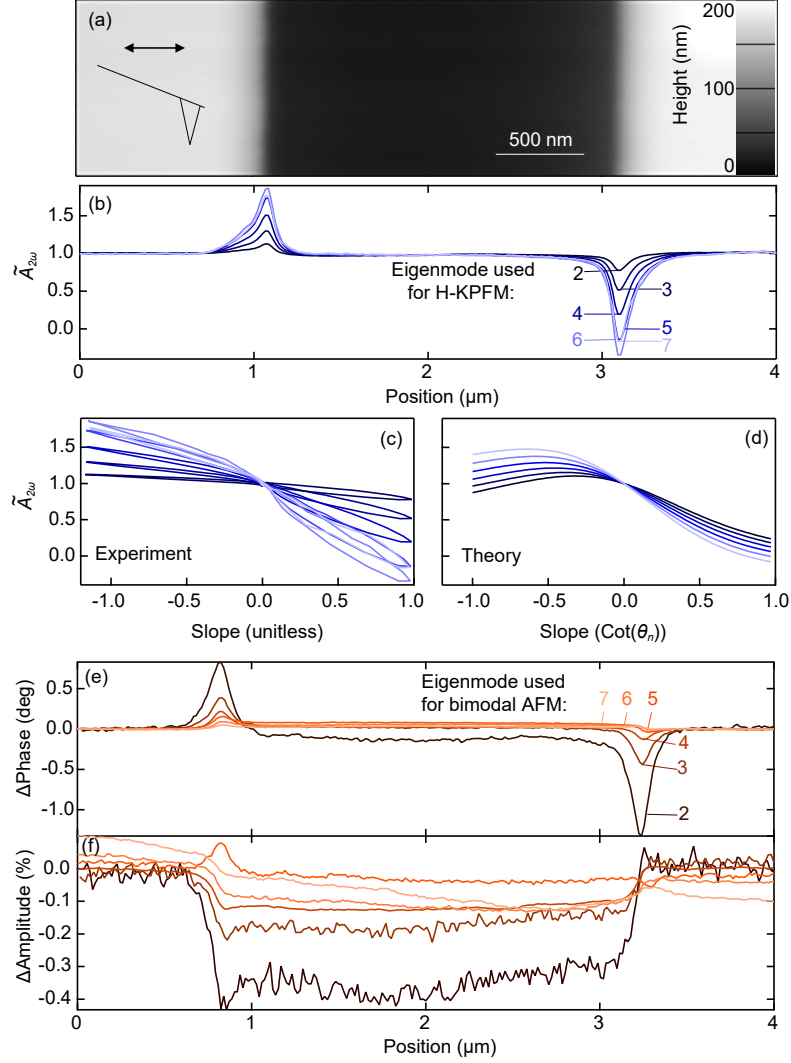 (a)
200
Height (nm)
100
500 nm
0
(b)
1.5
1.0
0.5
0.0
Ã2ω
Eigenmode used
for H-KPFM:
2
3
4
5
6
7
0
1
2
3
4
Position (µm)
(c)
(d)
1.5
1.0
0.5
0.0
Ã2ω
Experiment
Theory
-1.0
-0.5
0.0
0.5
1.0
-1.0
-0.5
0.0
0.5
1.0
Slope (unitless)
Slope (Cot(θn))
(e)
0.5
0.0
-0.5
-1.0
ΔPhase (deg)
Eigenmode used
for bimodal AFM:
7
6
5
4
3
2
(f)
0.0
-0.1
-0.2
-0.3
-0.4
ΔAmplitude (%)
0
1
2
3
4
Position (µm)